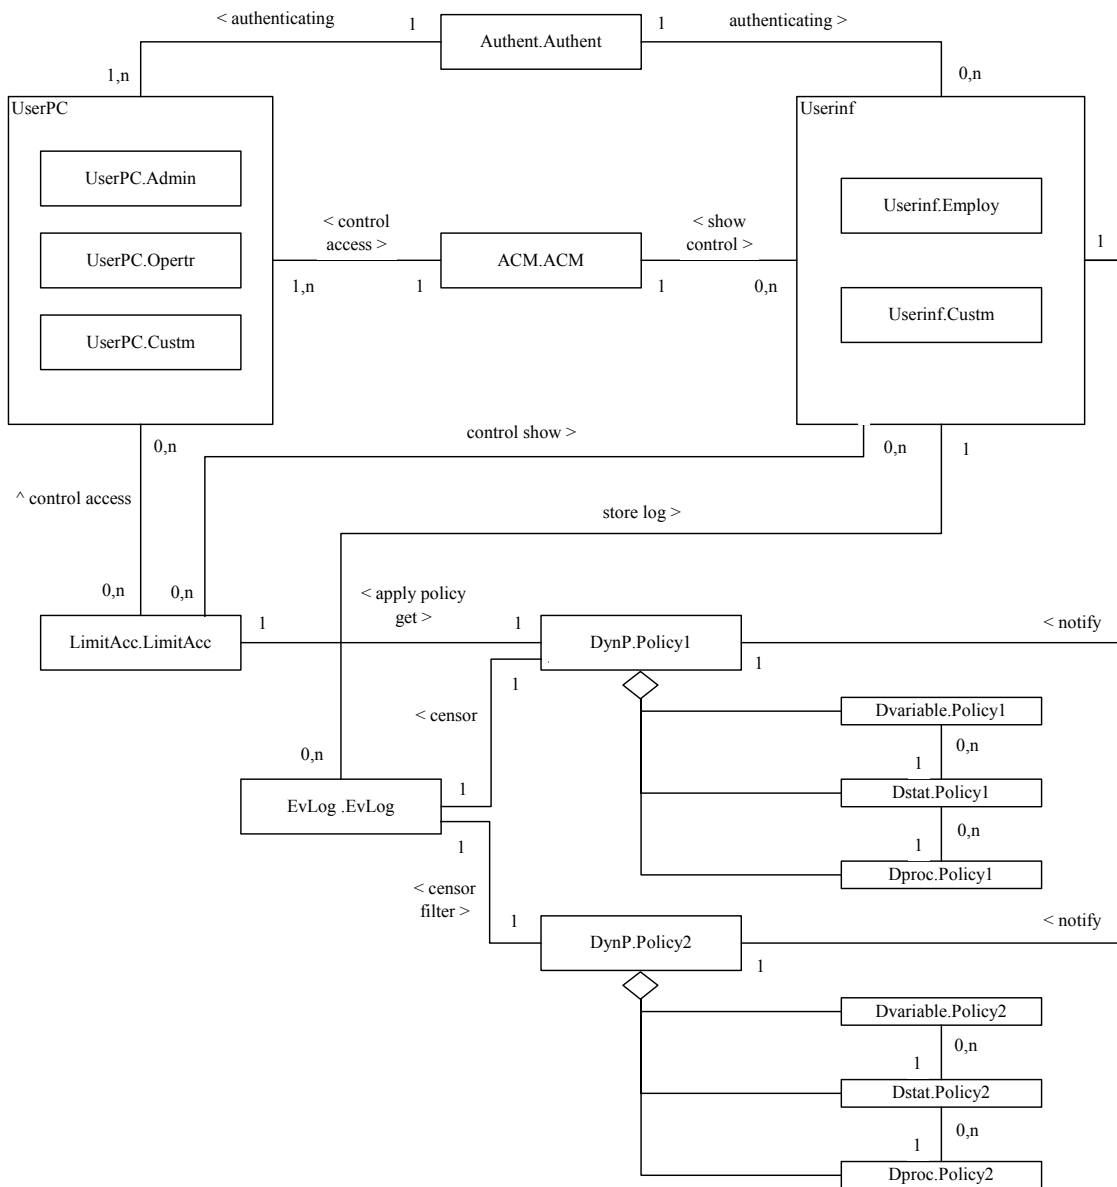 < authenticating
1
Authent.Authent
1
authenticating >
1,n
0,n
UserPC
Userinf
UserPC.Admin
UserPC.Opertr
UserPC.Custm
< control
access >
1,n
1
ACM.ACM
< show
control >
1
0,n
Userinf.Employ
Userinf.Custm
1
0,n
control show >
0,n
1
^ control access
store log >
0,n
0,n
LimitAcc.LimitAcc
1
< apply policy
get >
1
DynP.Policy1
< notify
1
1
< censor
Dvariable.Policy1
0,n
1
Dstat.Policy1
0,n
1
Dproc.Policy1
0,n
EvLog .EvLog
1
1
< censor
filter >
1
DynP.Policy2
< notify
1
Dvariable.Policy2
0,n
1
Dstat.Policy2
0,n
1
Dproc.Policy2